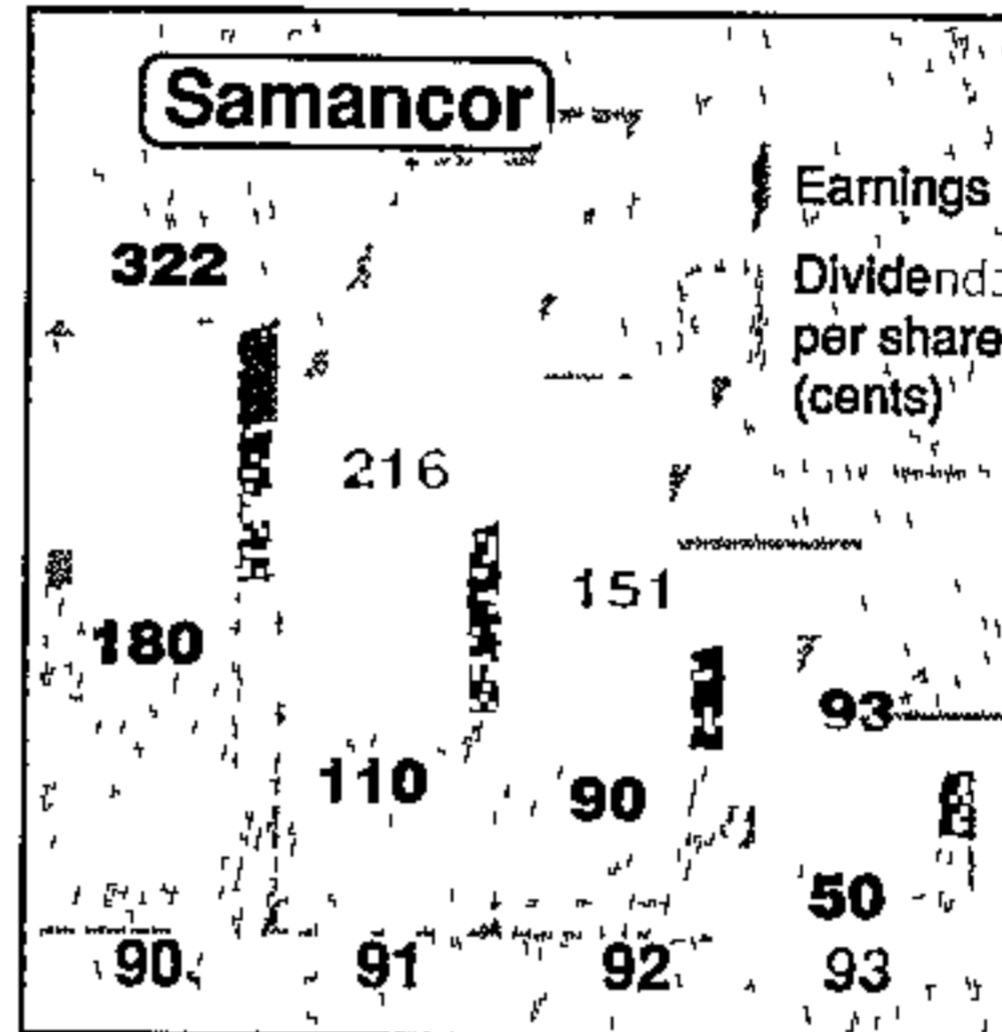 Samancor
Earnings
Dividends
per share
(cents)
322
216
151
93
180
110
90
50
90 91 92 93